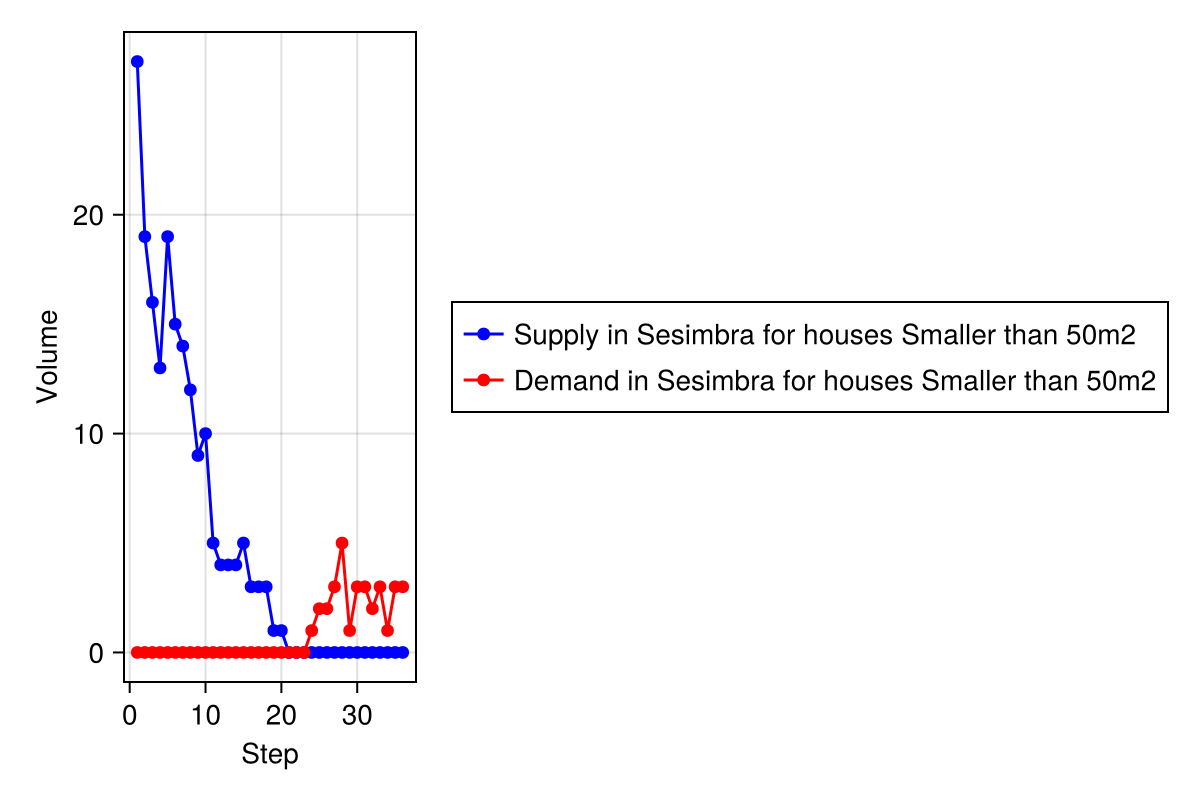 Volume
20
10
0
0 10 20 30
Step
Supply in Sesimbra for houses Smaller than 50m2
Demand in Sesimbra for houses Smaller than 50m2